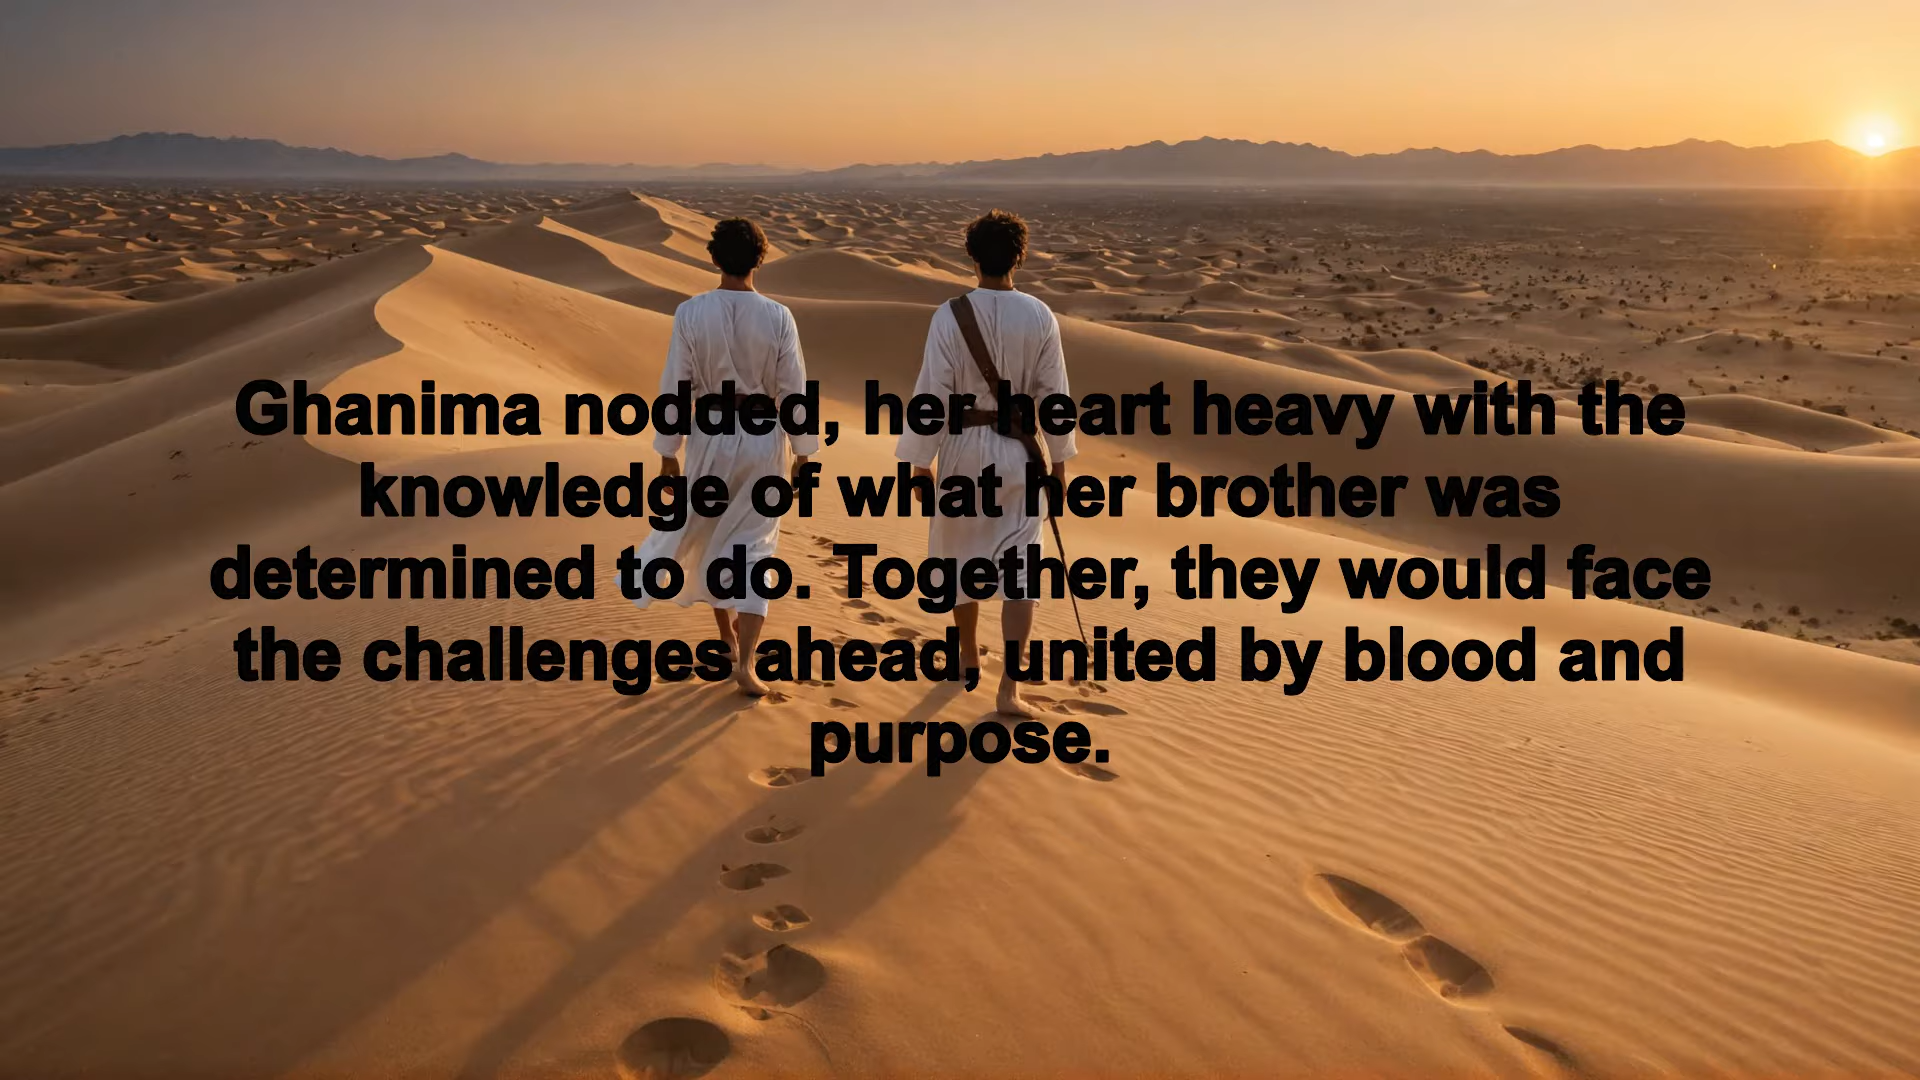 Ghanima nodded, her heart heavy with the
knowledge of what her brother was
determined to do. Together, they would face
the challenges ahead, united by blood and
purpose.